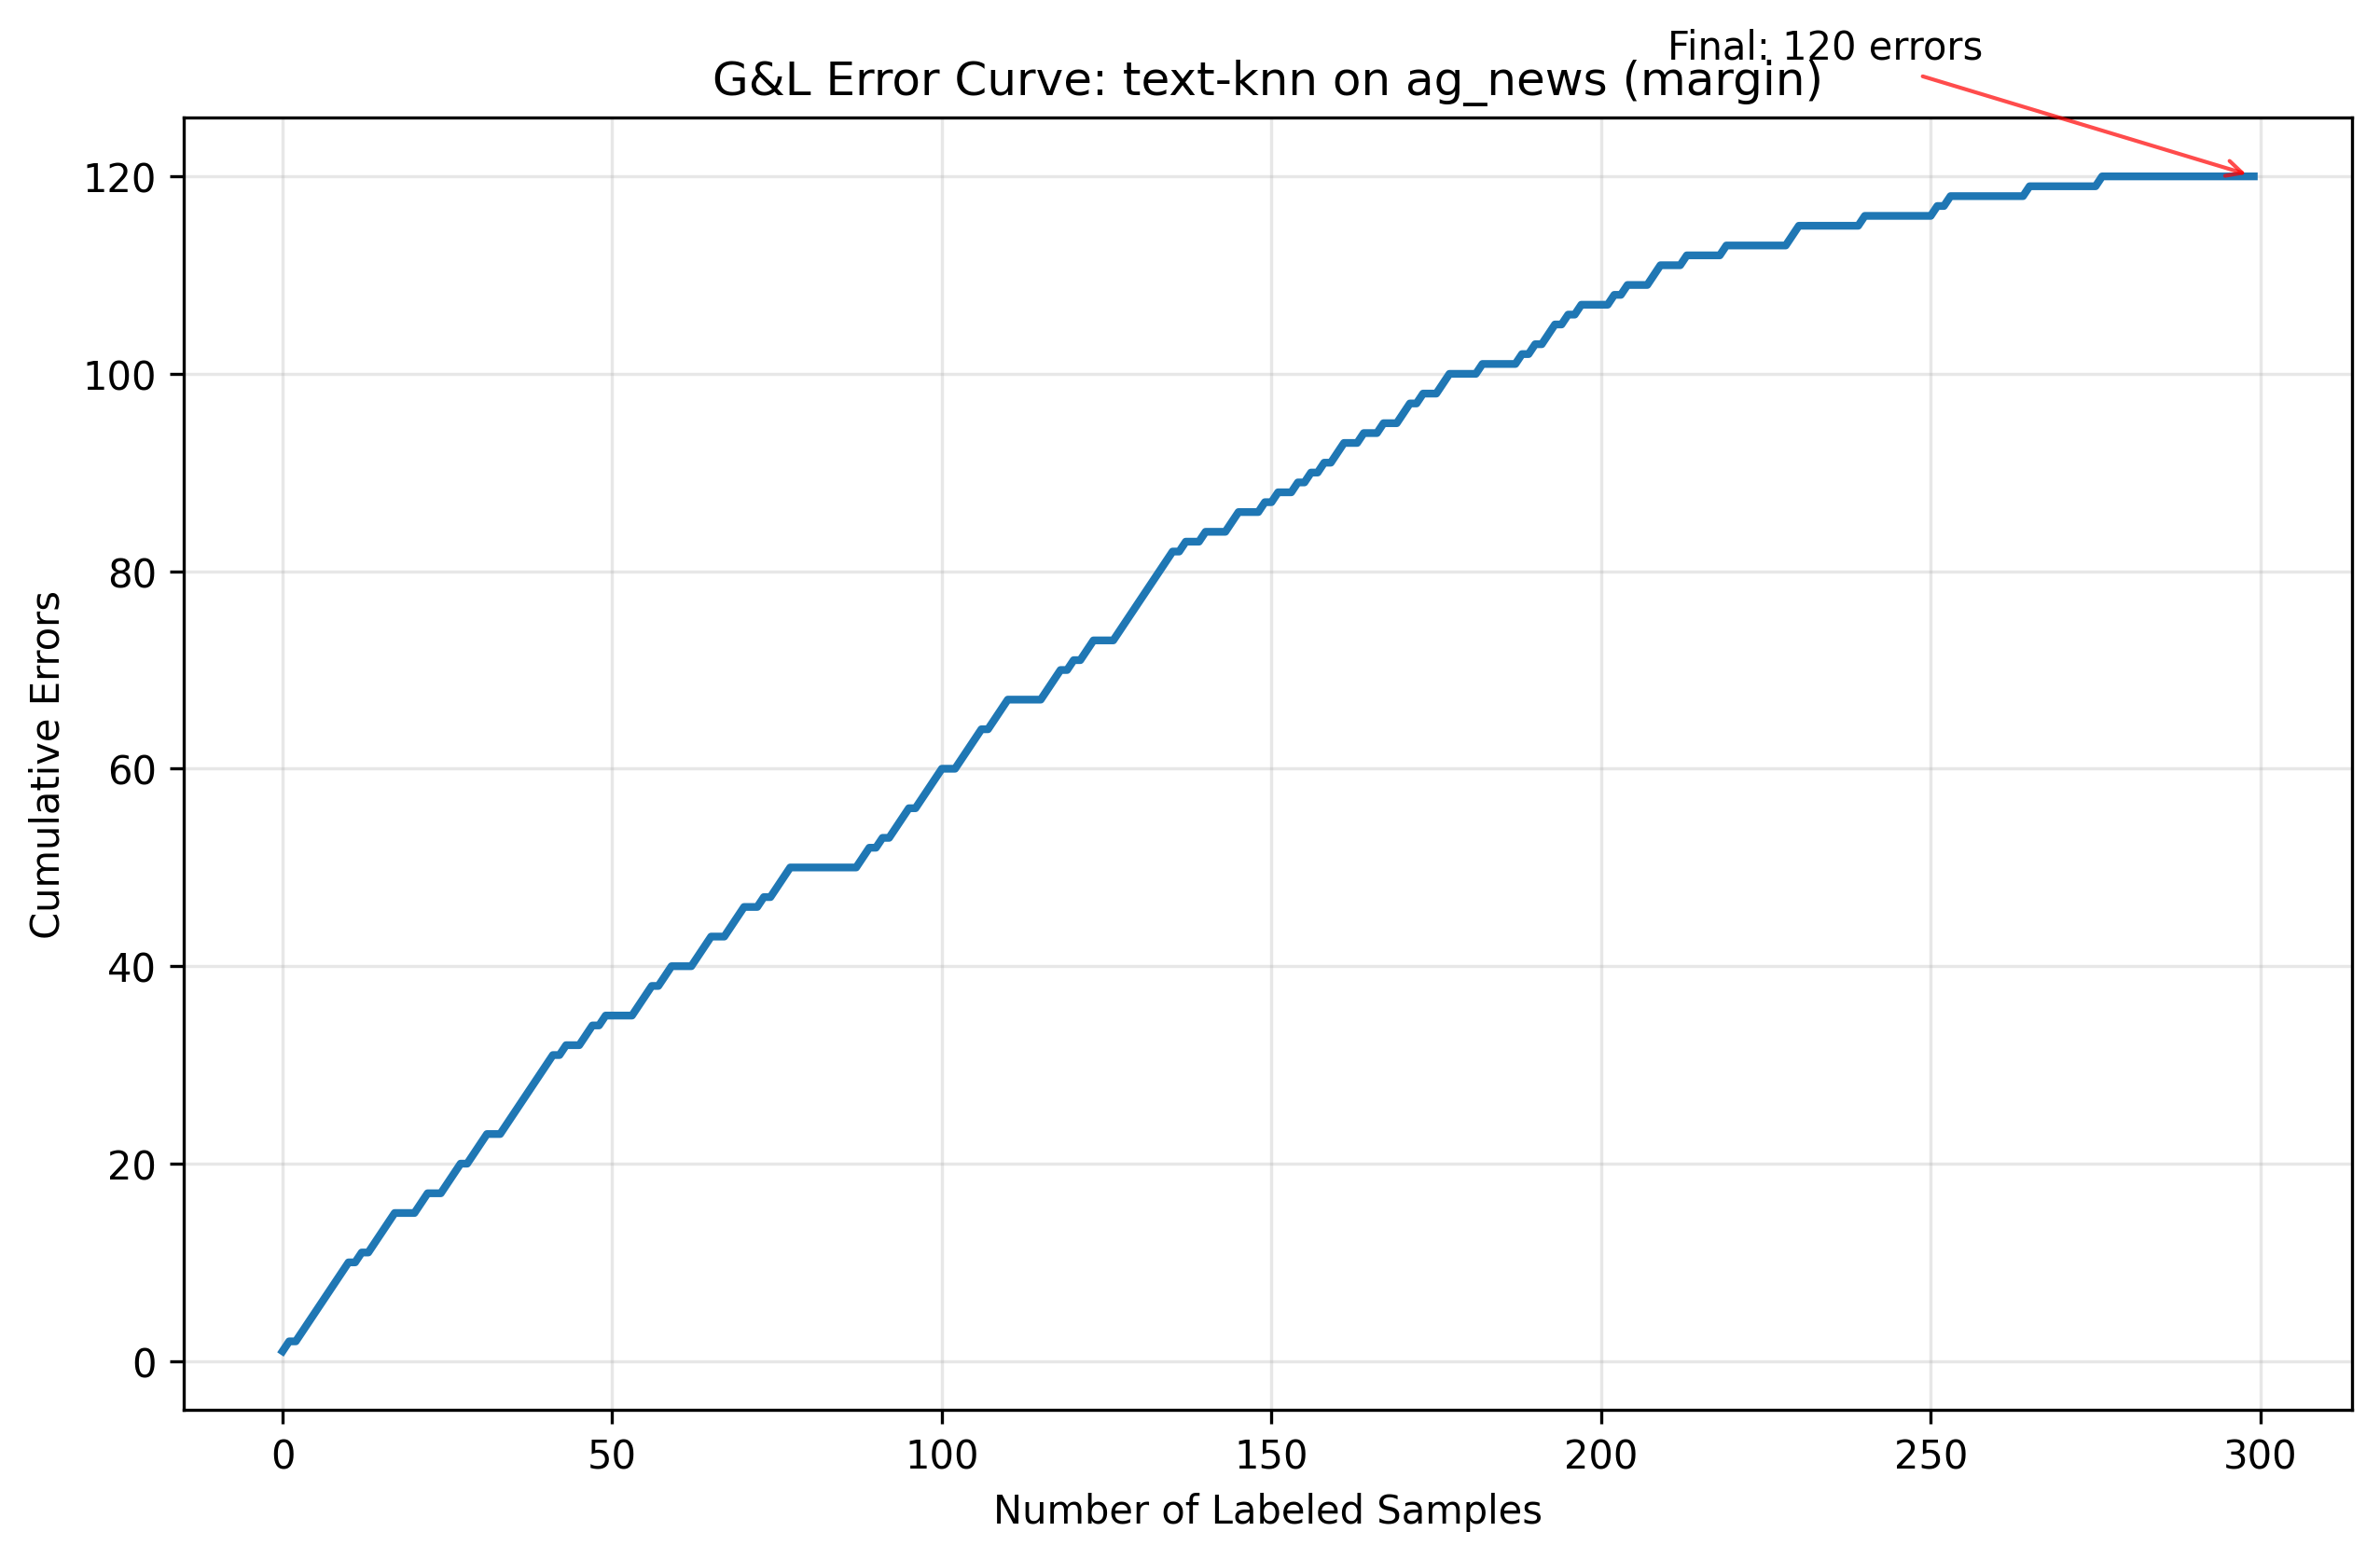 Final: 120 errors
G&L Error Curve: text-knn on ag_news (margin)
120
100
80
60
40
20
0
Cumulative Errors
0 50 100 150 200 250 300
Number of Labeled Samples